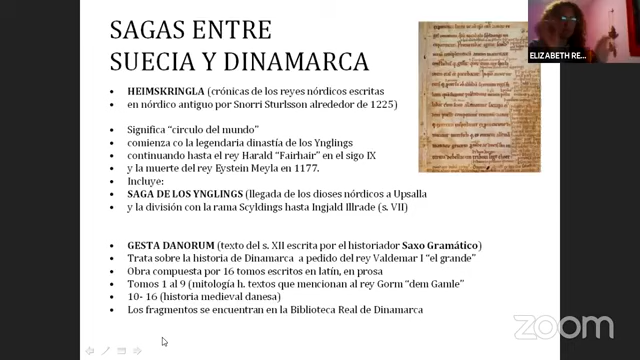 SAGAS ENTRE
SUECIA Y DINAMARCA
ELIZABETH RE...
• HEIMSKRINGLA (crónicas de los reyes nórdicos escritas
• en nórdico antiguo por Snorri Sturlsson alrededor de 1225)
• Significa “circulo del mundo”
• comienza co la legendaria dinastía de los Ynglings
• continuando hasta el rey Harald “Fairhair” en el sigo IX
• y la muerte del rey Eystein Meyla en 1177.
• Incluye:
• SAGA DE LOS YNGLINGS (llegada de los dioses nórdicos a Upsalla
• y la división con la rama Scyldings hasta Ingjald Illrade (s. VII)
• GESTA DANORUM (texto del s. XII escrita por el historiador Saxo Gramático)
• Trata sobre la historia de Dinamarca a pedido del rey Valdemar I “el grande”
• Obra compuesta por 16 tomos escritos en latín, en prosa
• Tomos 1 al 9 (mitología h. textos que mencionan al rey Gorm “dem Gamle”
• 10- 16 (historia medieval danesa)
• Los fragmentos se encuentran en la Biblioteca Real de Dinamarca
zoom